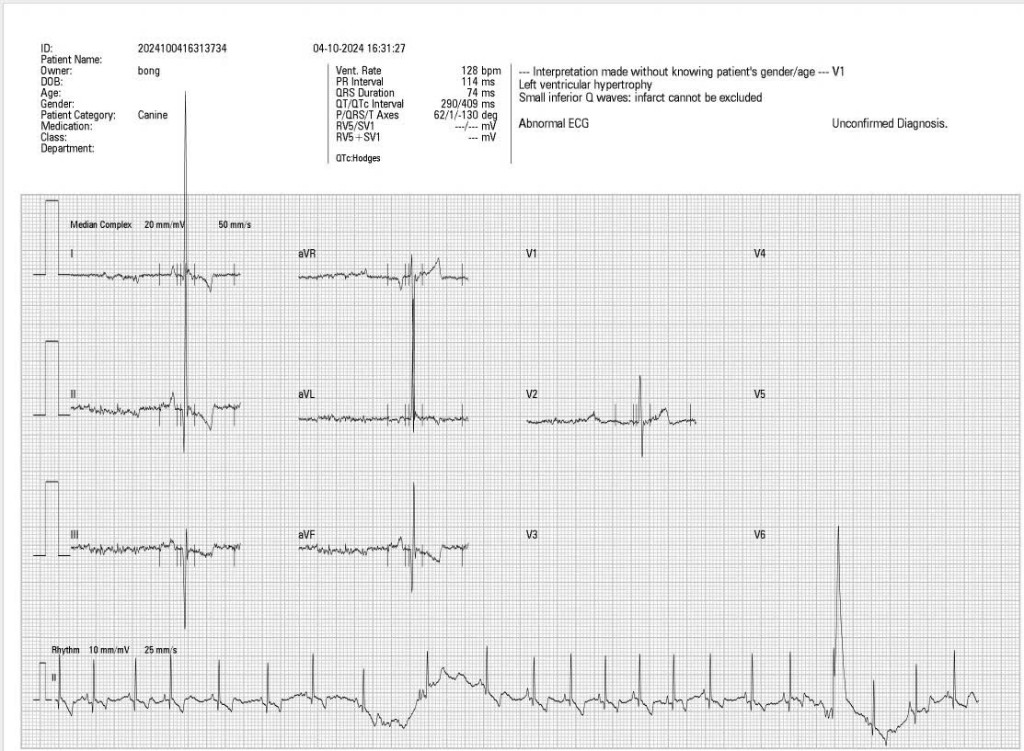 ID: 2024100416313734 04-10-2024 16:31:27
Patient Name:
Owner: bong
DOB:
Age:
Gender:
Patient Category: Canine
Medication:
Class:
Department:
Vent. Rate 128 bpm
PR Interval 114 ms
QRS Duration 74 ms
QT/QTc Interval 290/409 ms
P/QRS/T Axes 62/1/-130 deg
RV5/SV1 ---/--- mV
RV5+SV1 --- mV
QTc:Hodges
--- Interpretation made without knowing patient's gender/age --- V1
Left ventricular hypertrophy
Small inferior Q waves: infarct cannot be excluded
Abnormal ECG Unconfirmed Diagnosis.
Median Complex 20 mm/mV 50 mm/s
I aVR V1 V4
II aVL V2 V5
III aVF V3 V6
Rhythm 10 mm/mV 25 mm/s
II